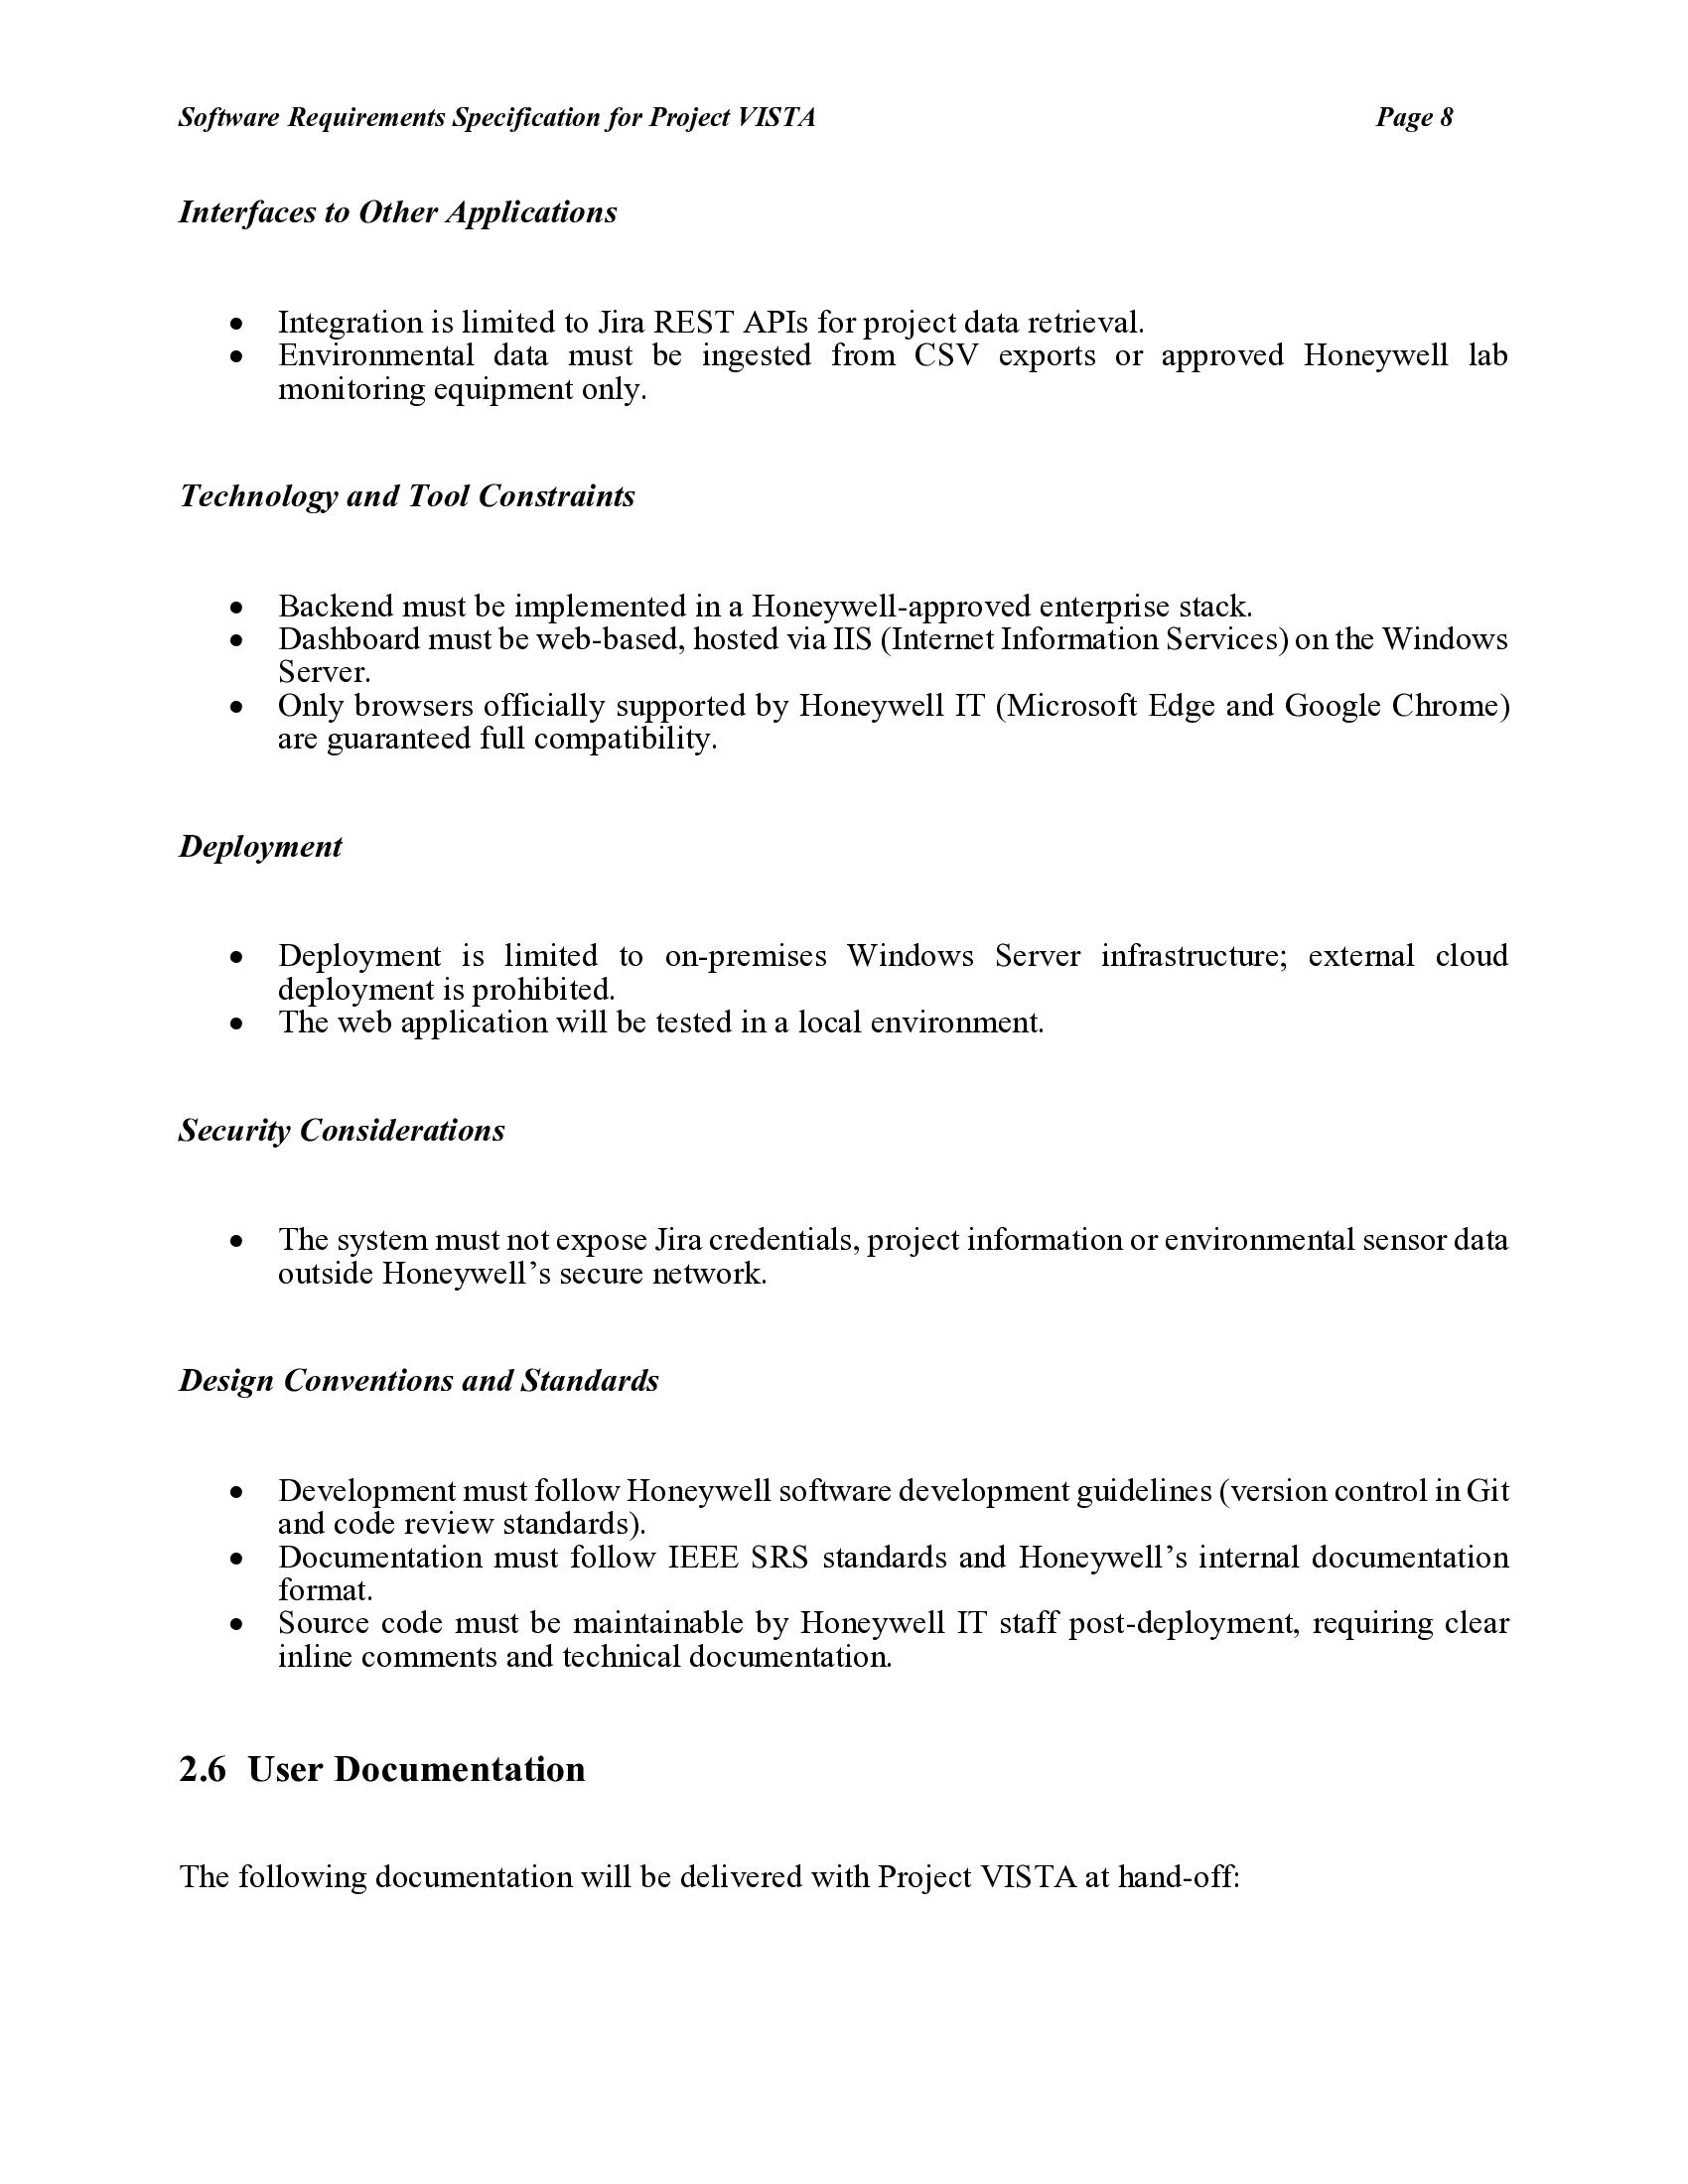 Software Requirements Specification for Project VISTA Page 8
Interfaces to Other Applications
• Integration is limited to Jira REST APIs for project data retrieval.
• Environmental data must be ingested from CSV exports or approved Honeywell lab
monitoring equipment only.
Technology and Tool Constraints
• Backend must be implemented in a Honeywell-approved enterprise stack.
• Dashboard must be web-based, hosted via IIS (Internet Information Services) on the Windows
Server.
• Only browsers officially supported by Honeywell IT (Microsoft Edge and Google Chrome)
are guaranteed full compatibility.
Deployment
• Deployment is limited to on-premises Windows Server infrastructure; external cloud
deployment is prohibited.
• The web application will be tested in a local environment.
Security Considerations
• The system must not expose Jira credentials, project information or environmental sensor data
outside Honeywell’s secure network.
Design Conventions and Standards
• Development must follow Honeywell software development guidelines (version control in Git
and code review standards).
• Documentation must follow IEEE SRS standards and Honeywell’s internal documentation
format.
• Source code must be maintainable by Honeywell IT staff post-deployment, requiring clear
inline comments and technical documentation.
2.6 User Documentation
The following documentation will be delivered with Project VISTA at hand-off: